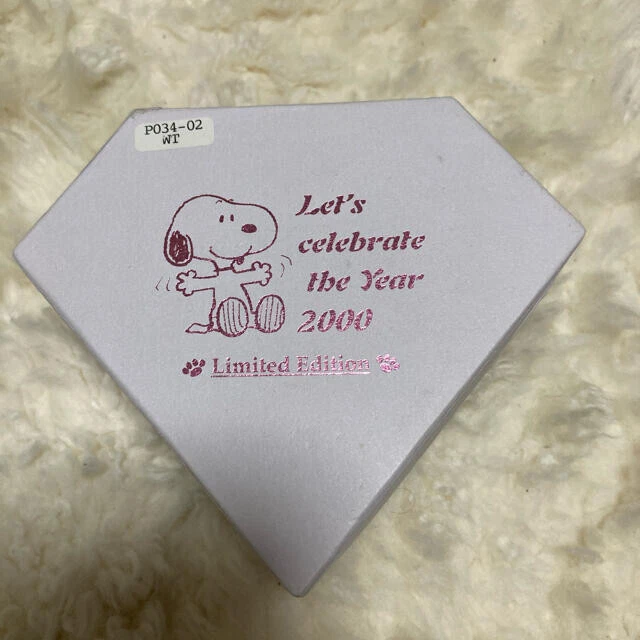 P034-02
WT
Let's
celebrate
the Year
2000
Limited Edition